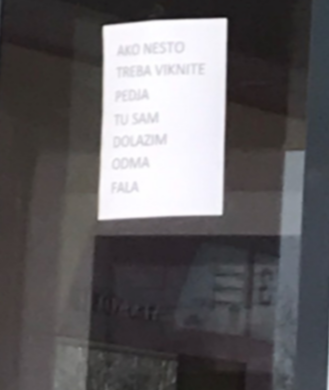 AKO NESTO
TREBA VIKNITE
PEDJA
TU SAM
DOLAZIM
ODMA
FALA